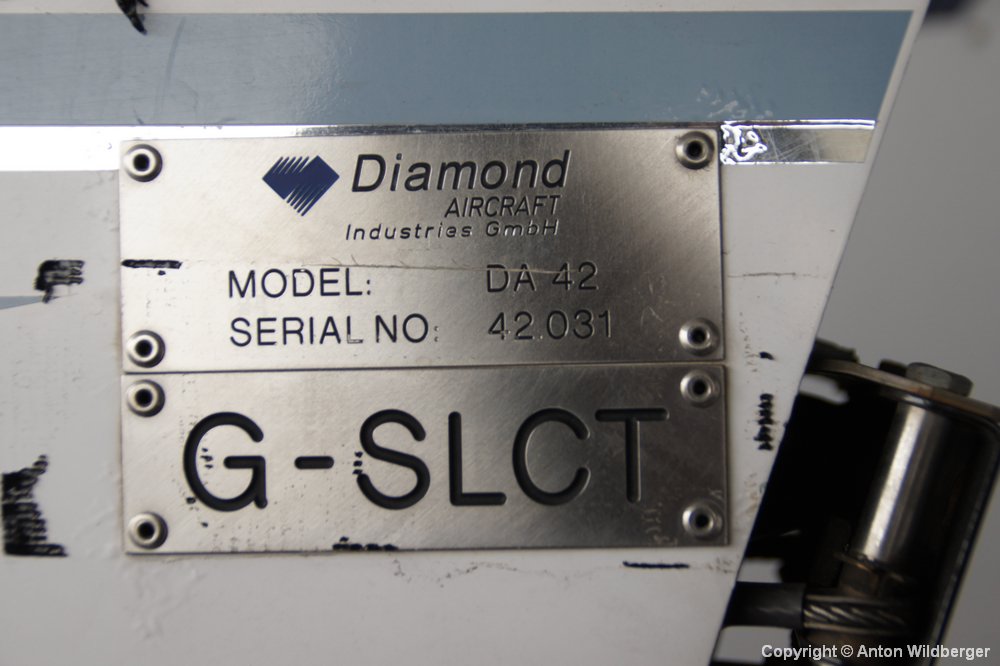 Diamond
AIRCRAFT
Industries GmbH
MODEL: DA 42
SERIAL NO: 42.031
G-SLCT
Copyright © Anton Wildberger